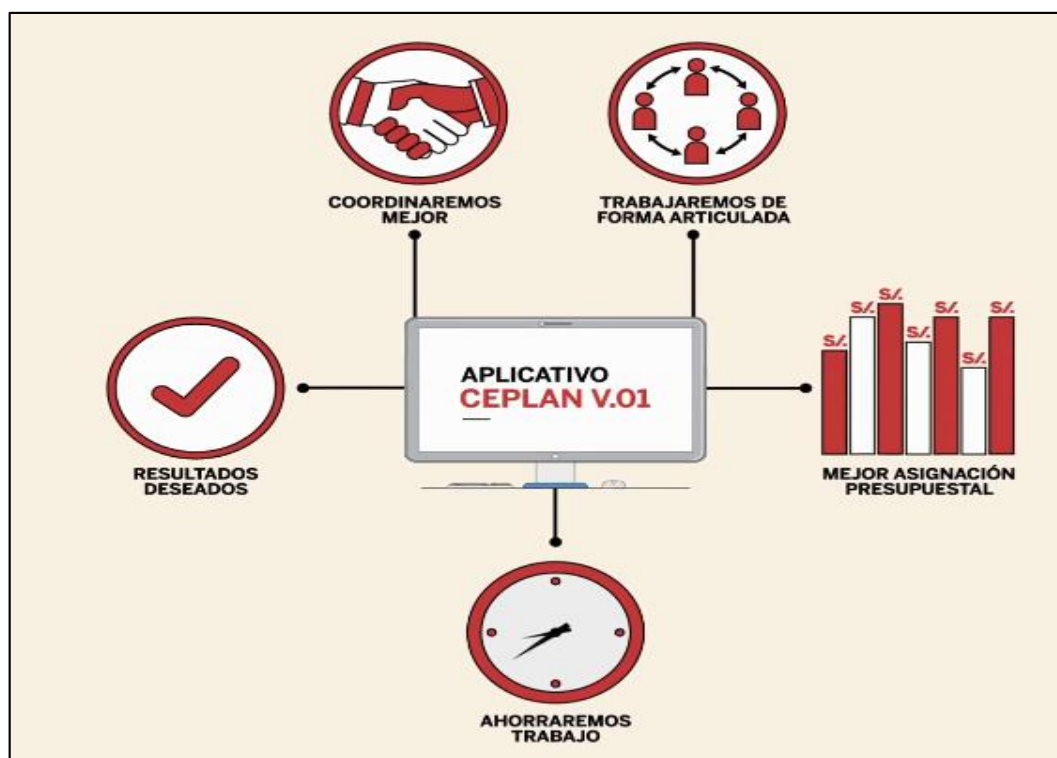 COORDINAREMOS
MEJOR
TRABAJAREMOS DE
FORMA ARTICULADA
S/.
S/.
S/.
S/.
S/.
S/.
S/.
APLICATIVO
CEPLAN V.01
RESULTADOS
DESEADOS
MEJOR ASIGNACIÓN
PRESUPUESTAL
AHORRAREMOS
TRABAJO